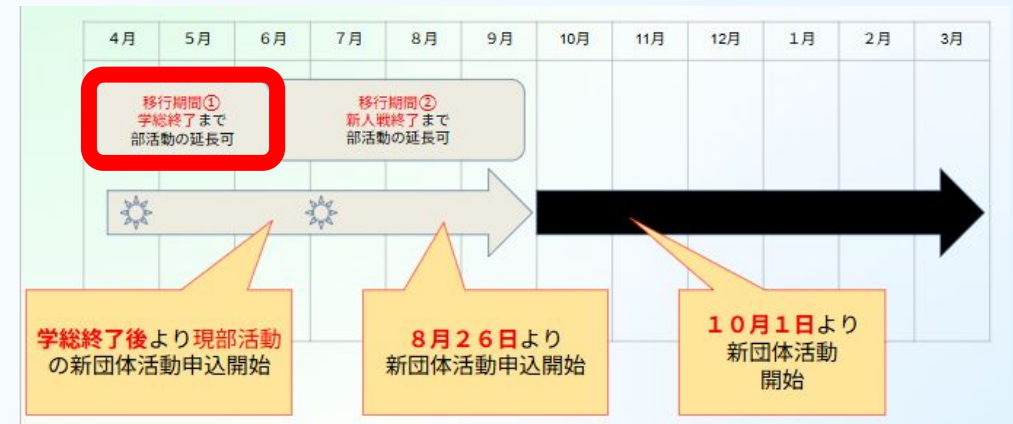 4月 5月 6月 7月 8月 9月 10月 11月 12月 1月 2月 3月
移行期間①
学総終了まで
部活動の延長可
移行期間②
新人戦終了まで
部活動の延長可
学総終了後より現部活動
の新団体活動申込開始
８月２６日より
新団体活動申込開始
１０月１日より
新団体活動
開始